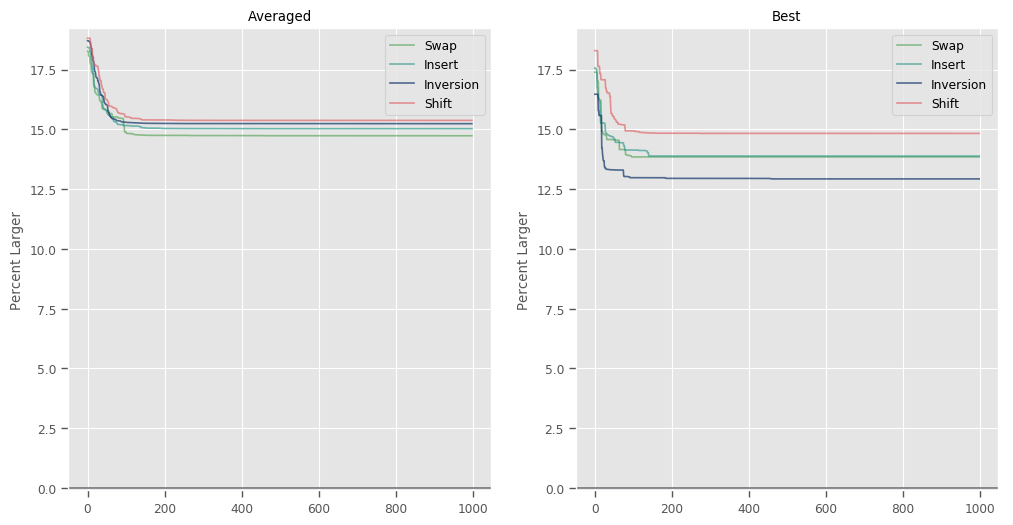 Averaged
Percent Larger
17.5
15.0
12.5
10.0
7.5
5.0
2.5
0.0
0 200 400 600 800 1000
Swap
Insert
Inversion
Shift
Best
Percent Larger
17.5
15.0
12.5
10.0
7.5
5.0
2.5
0.0
0 200 400 600 800 1000
Swap
Insert
Inversion
Shift